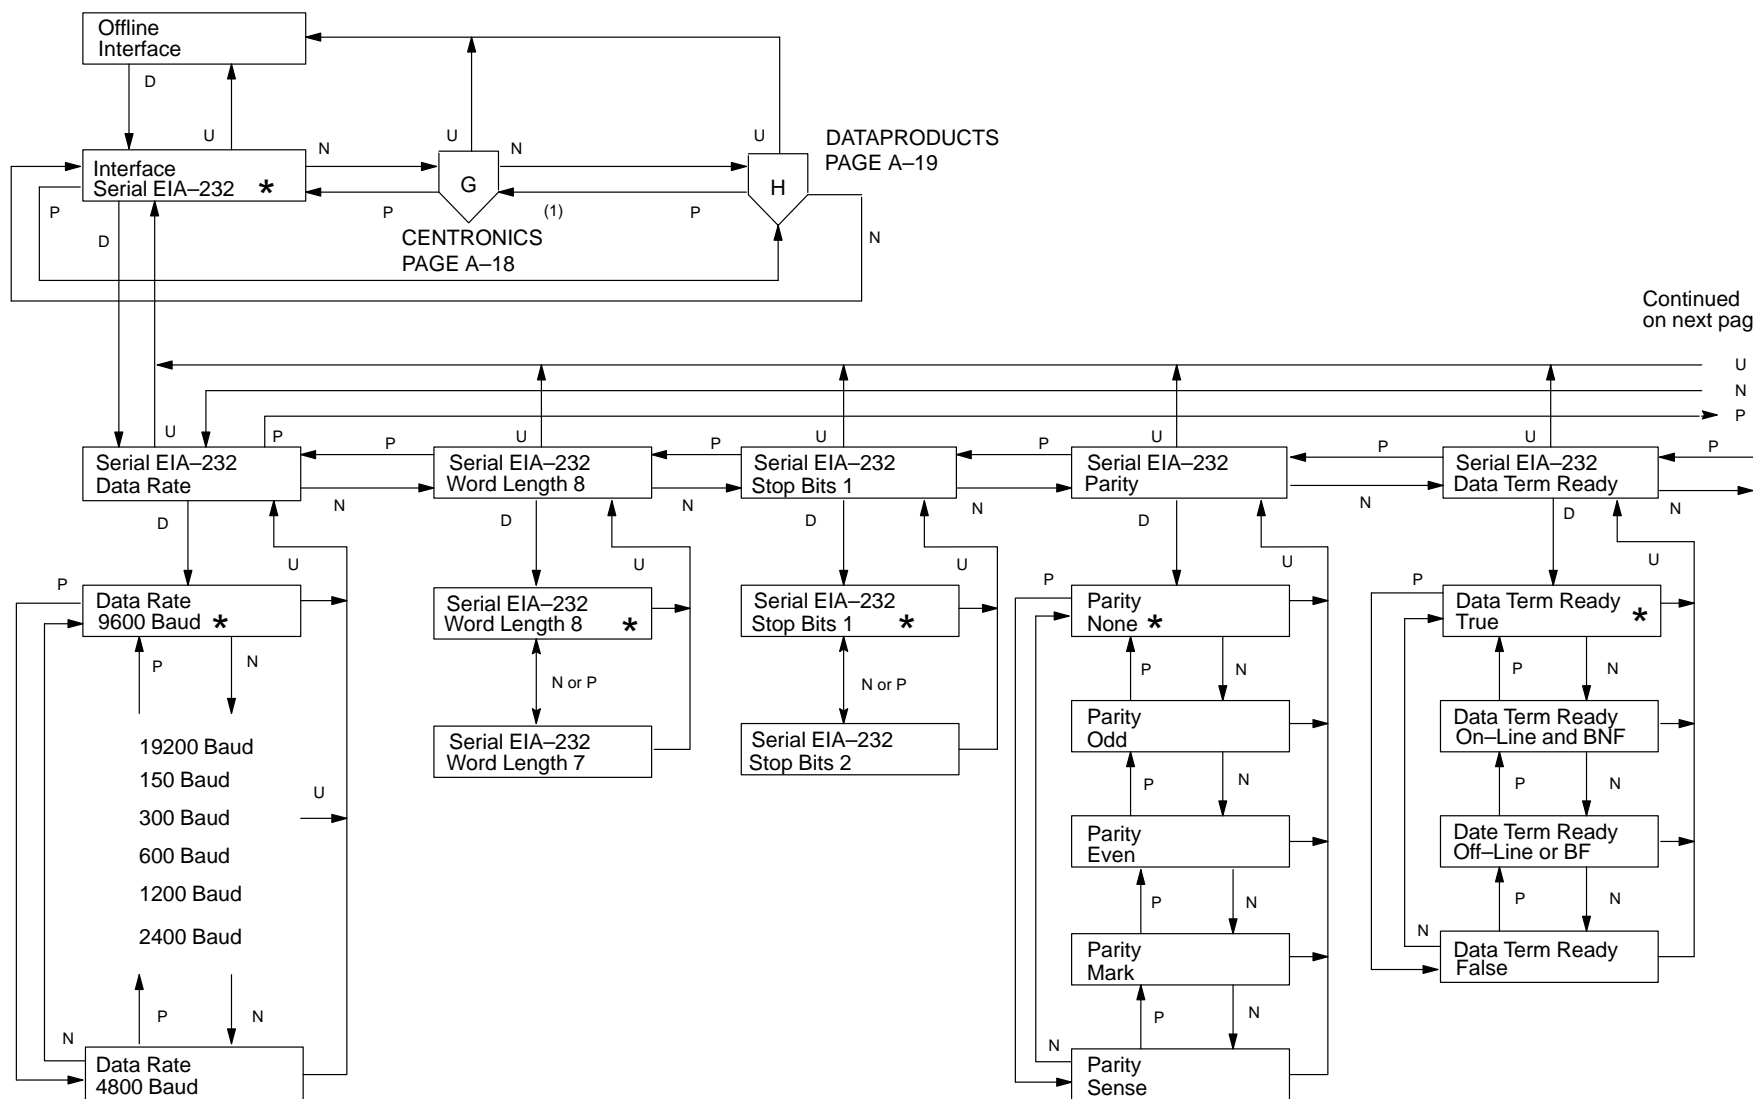 Offline
Interface
D
U
N
U
N
U
DATAPRODUCTS
PAGE A–19
Interface
Serial EIA–232 *
G
H
P
D
P
(1)
P
N
CENTRONICS
PAGE A–18
Continued
on next pag
U
N
P
U
P
P
U
P
U
P
U
P
U
P
Serial EIA–232
Data Rate
Serial EIA–232
Word Length 8
Serial EIA–232
Stop Bits 1
Serial EIA–232
Parity
Serial EIA–232
Data Term Ready
D
N
D
N
D
N
D
N
D
N
U
U
U
U
U
P
Data Rate
9600 Baud *
P
N
19200 Baud
150 Baud
300 Baud
600 Baud
1200 Baud
2400 Baud
U
P
N
N
Data Rate
4800 Baud
Serial EIA–232
Word Length 8 *
N or P
Serial EIA–232
Word Length 7
Serial EIA–232
Stop Bits 1 *
N or P
Serial EIA–232
Stop Bits 2
P
Parity
None *
P
N
Parity
Odd
P
N
Parity
Even
P
N
Parity
Mark
P
N
N
Parity
Sense
P
Data Term Ready
True *
P
N
Data Term Ready
On–Line and BNF
P
N
Date Term Ready
Off–Line or BF
P
N
N
Data Term Ready
False